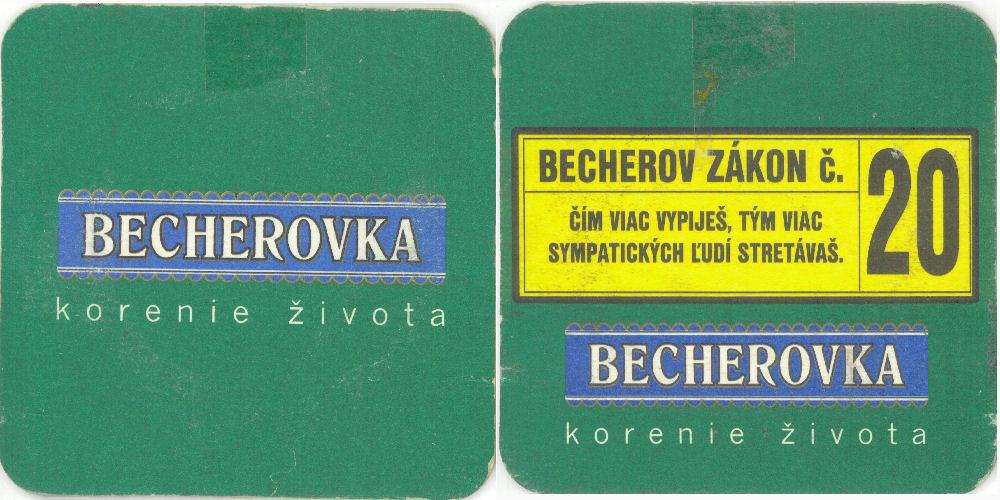 BECHEROVKA
korenie života
BECHEROV ZÁKON č. 20
ČÍM VIAC VYPIJEŠ, TÝM VIAC
SYMPATICKÝCH ĽUDÍ STRETÁVAŠ.
BECHEROVKA
korenie života